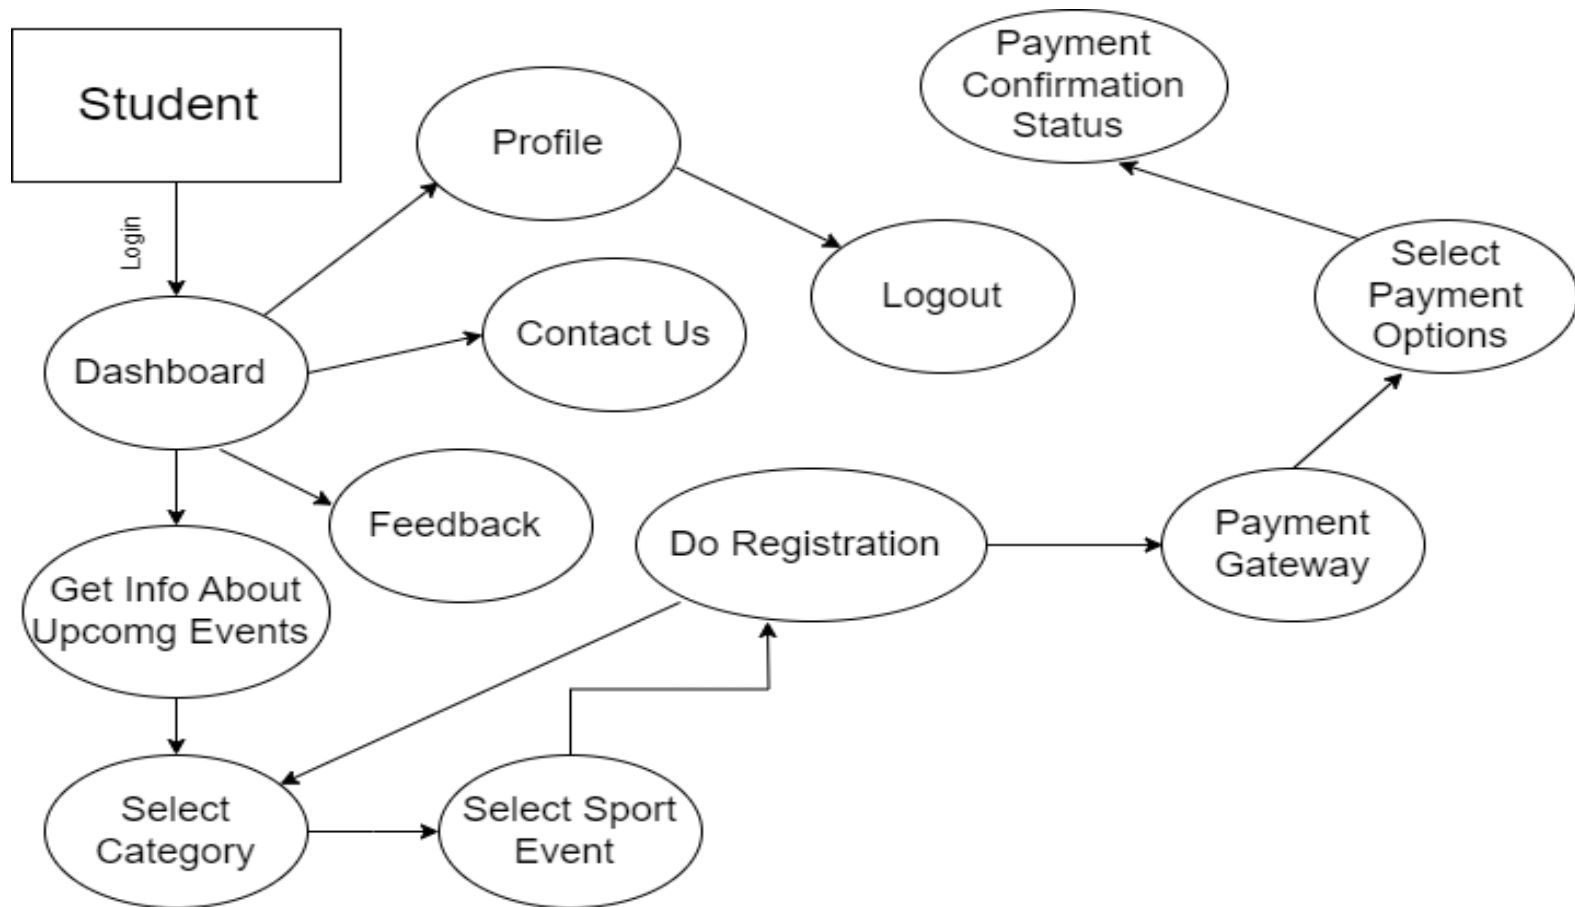 Student
Login
Dashboard
Profile
Contact Us
Feedback
Logout
Payment
Confirmation
Status
Select
Payment
Options
Payment
Gateway
Do Registration
Get Info About
Upcomg Events
Select
Category
Select Sport
Event